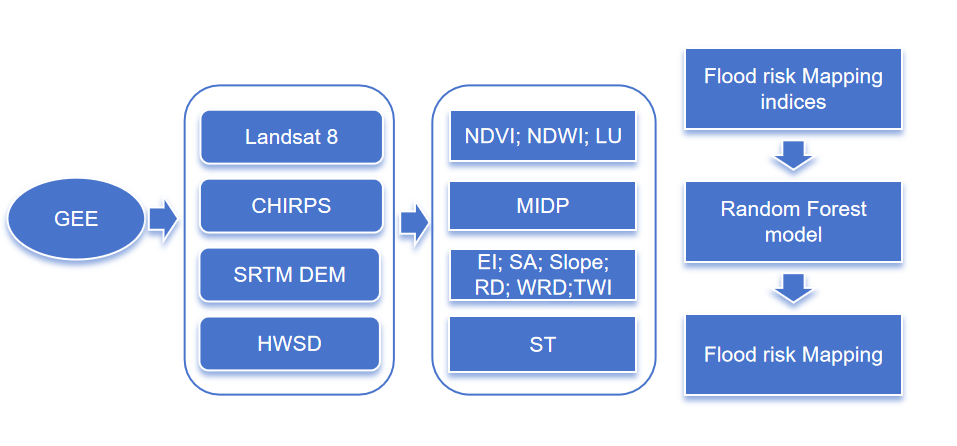 GEE
Landsat 8
CHIRPS
SRTM DEM
HWSD
NDVI; NDWI; LU
MIDP
EI; SA; Slope;
RD; WRD;TWI
ST
Flood risk Mapping
indices
Random Forest
model
Flood risk Mapping